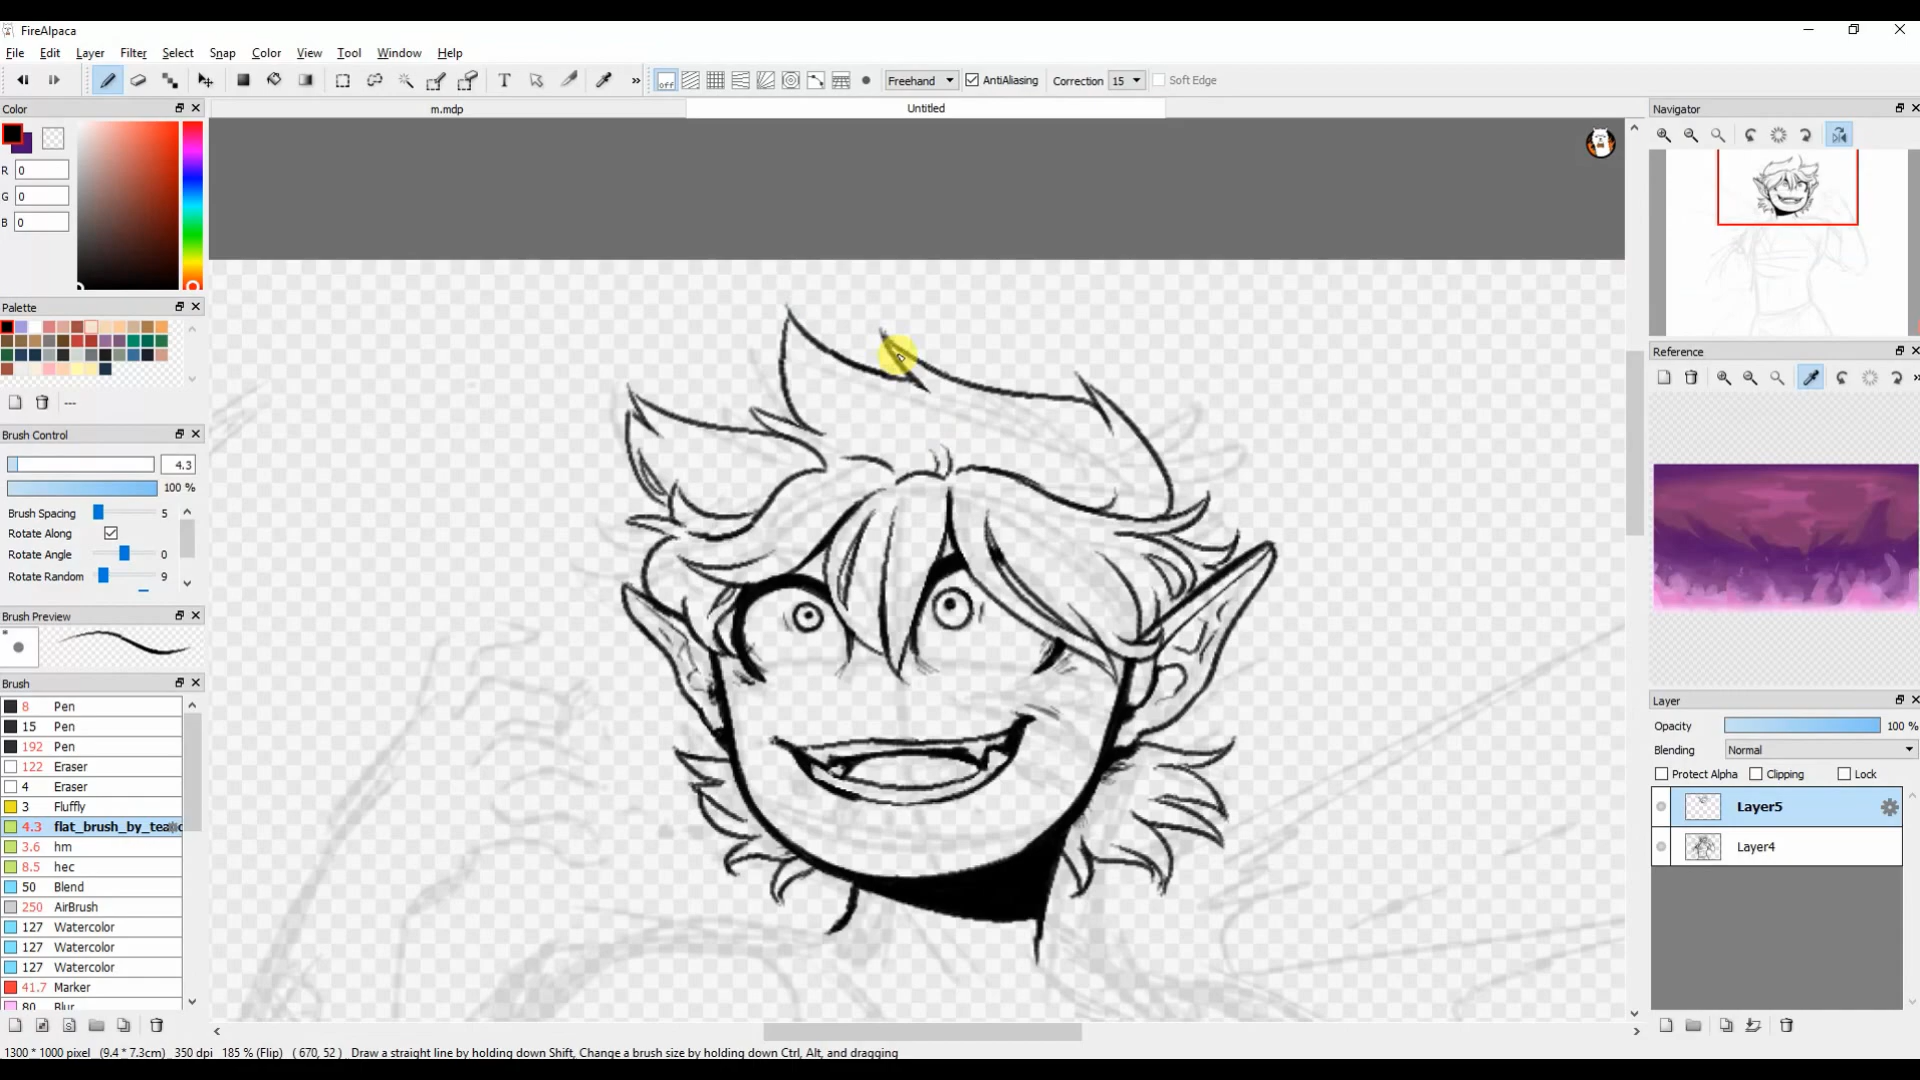 FireAlpaca
File Edit Layer Filter Select Snap Color View Tool Window Help
off Freehand AntiAliasing Correction 15 Soft Edge
Color
m.mdp
Untitled
Navigator
R 0
G 0
B 0
Palette
Reference
---
Brush Control
4.3
100 %
Brush Spacing 5
Rotate Along
Rotate Angle 0
Rotate Random 9
Brush Preview
Brush
8 Pen
15 Pen
192 Pen
122 Eraser
4 Eraser
3 Fluffly
4.3 flat_brush_by_tea
3.6 hm
8.5 hec
50 Blend
250 AirBrush
127 Watercolor
127 Watercolor
127 Watercolor
41.7 Marker
80 Blur
Layer
Opacity 100 %
Blending Normal
Protect Alpha Clipping Lock
Layer5
Layer4
1300 * 1000 pixel (9.4 * 7.3cm) 350 dpi 185 % (Flip) ( 670, 52 ) Draw a straight line by holding down Shift, Change a brush size by holding down Ctrl, Alt, and dragging